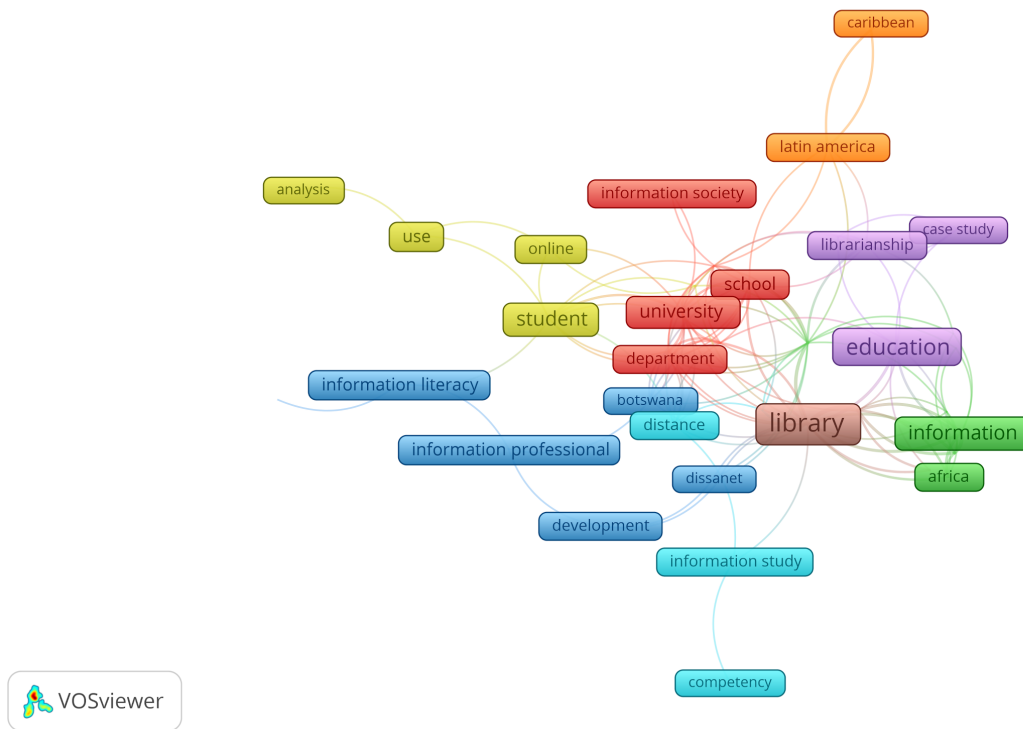 caribbean
latin america
analysis
information society
use
case study
librarianship
online
school
university
student
education
department
information literacy
botswana
library
distance
information
information professional
africa
dissanet
development
information study
competency
VOSviewer